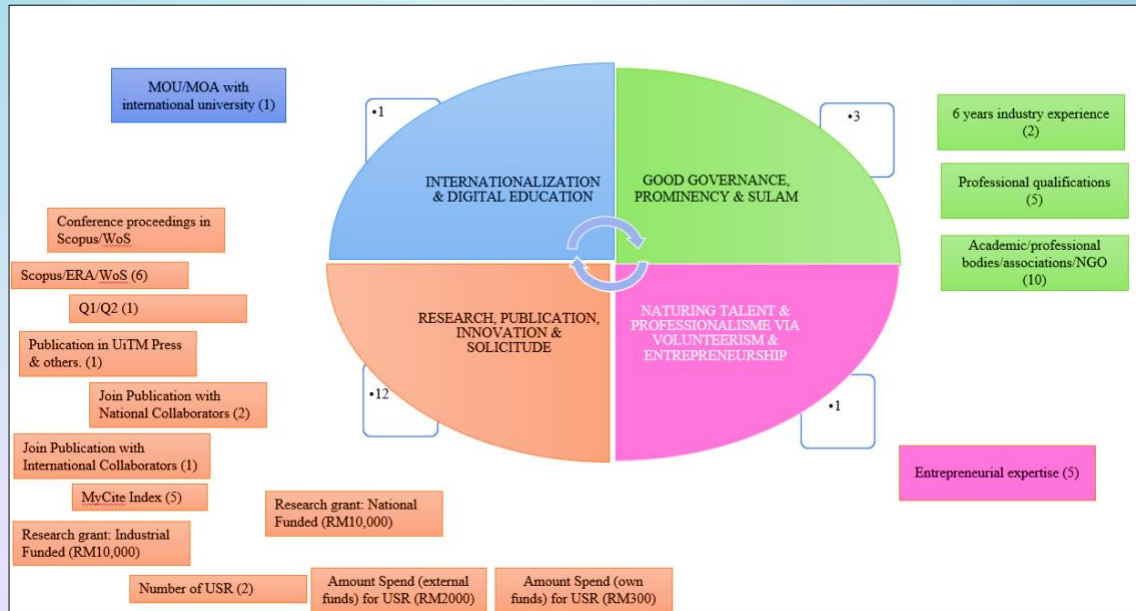 MOU/MOA with
international university (1)
•1
INTERNATIONALIZATION
& DIGITAL EDUCATION
GOOD GOVERNANCE,
PROMINENCY & SULAM
•3
6 years industry experience
(2)
Professional qualifications
(5)
Academic/professional
bodies/associations/NGO
(10)
Conference proceedings in
Scopus/WoS
Scopus/ERA/WoS (6)
Q1/Q2 (1)
Publication in UiTM Press
& others. (1)
Join Publication with
National Collaborators (2)
Join Publication with
International Collaborators (1)
MyCite Index (5)
Research grant: Industrial
Funded (RM10,000)
Research grant: National
Funded (RM10,000)
Number of USR (2)
Amount Spend (external
funds) for USR (RM2000)
Amount Spend (own
funds) for USR (RM300)
RESEARCH, PUBLICATION,
INNOVATION &
SOLICITUDE
•12
NATURING TALENT &
PROFESSIONALISME VIA
VOLUNTEERISM &
ENTREPRENEURSHIP
•1
Entrepreneurial expertise (5)